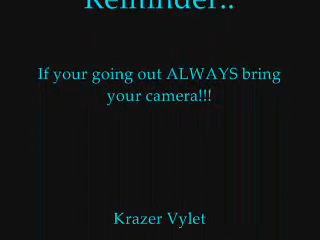 Reminder..
If your going out ALWAYS bring
your camera!!!
Krazer Vylet